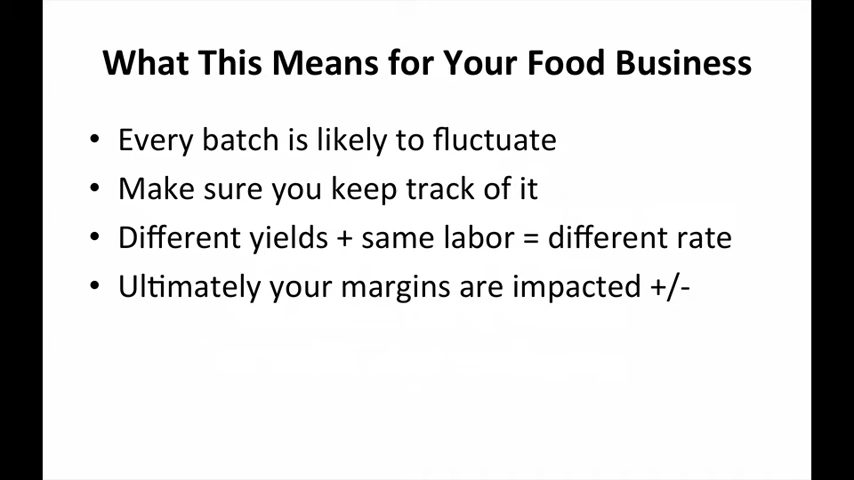 What This Means for Your Food Business
• Every batch is likely to fluctuate
• Make sure you keep track of it
• Different yields + same labor = different rate
• Ultimately your margins are impacted +/-